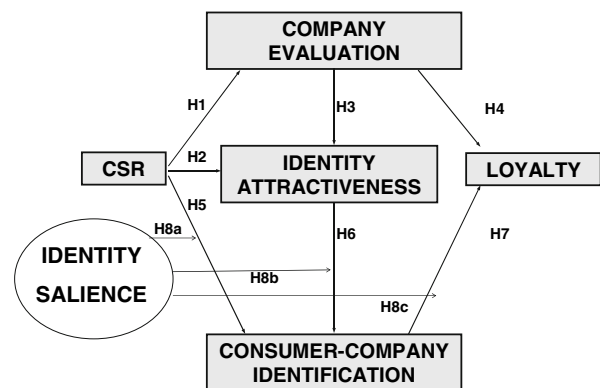 COMPANY
EVALUATION
H1
H3
H4
CSR
H2
IDENTITY
ATTRACTIVENESS
LOYALTY
H5
H8a
H6
H7
IDENTITY
SALIENCE
H8b
H8c
CONSUMER-COMPANY
IDENTIFICATION